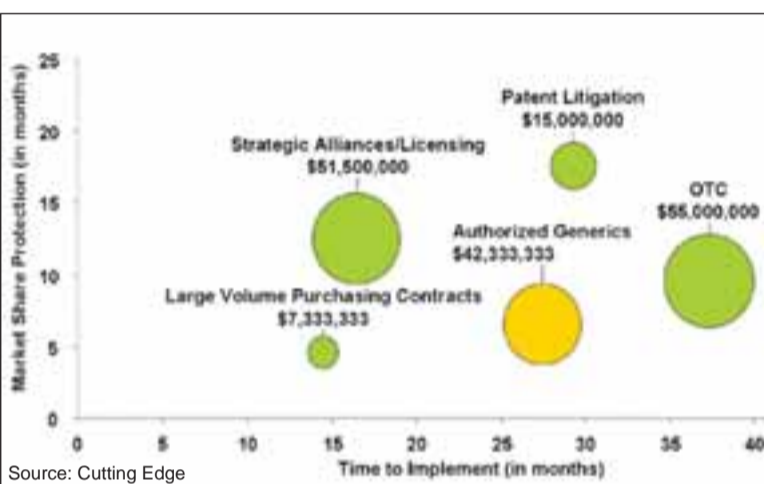 Market Share Protection (in months)
25
20
15
10
5
0
Patent Litigation
$15,000,000
Strategic Alliances/Licensing
$51,500,000
OTC
$55,000,000
Authorized Generics
$42,333,333
Large Volume Purchasing Contracts
$7,333,333
0 5 10 15 20 25 30 35 40
Time to Implement (in months)
Source: Cutting Edge